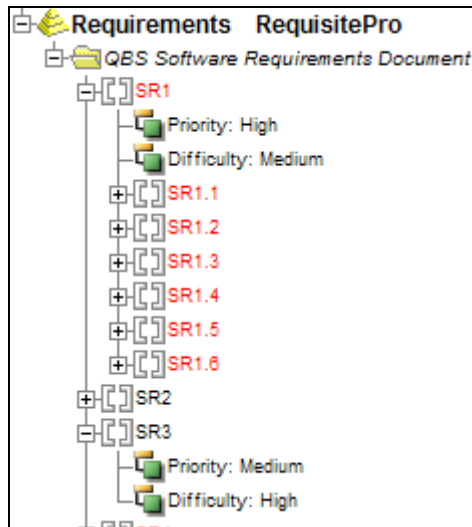 Requirements RequisitePro
QBS Software Requirements Document
SR1
Priority: High
Difficulty: Medium
SR1.1
SR1.2
SR1.3
SR1.4
SR1.5
SR1.6
SR2
SR3
Priority: Medium
Difficulty: High